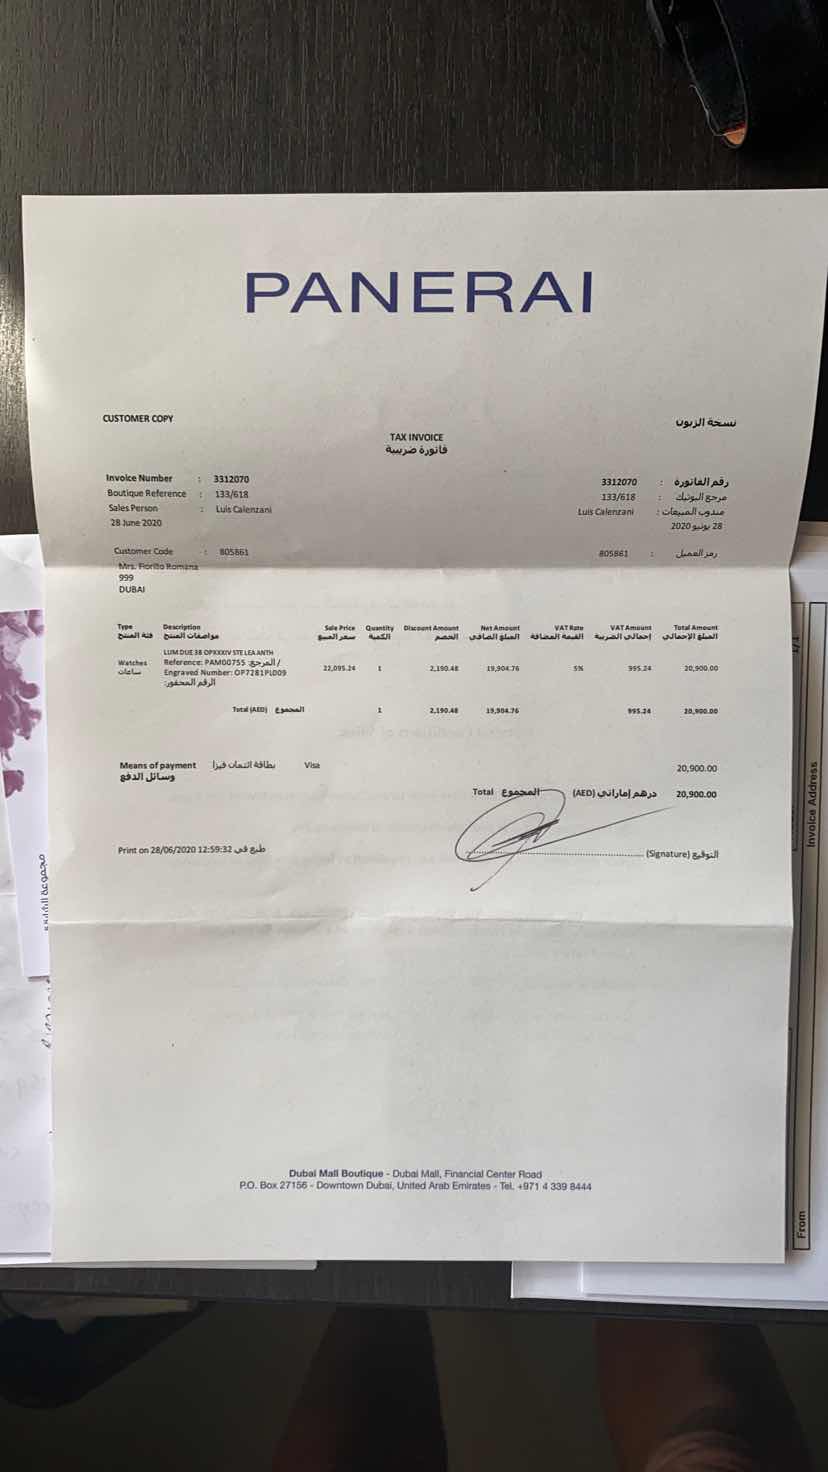 PANERAI
CUSTOMER COPY
نسخة الزبون
TAX INVOICE
فاتورة ضريبية
Invoice Number : 3312070
3312070 : رقم الفاتورة
Boutique Reference : 133/618
133/618 : مرجع البوتيك
Sales Person : Luis Calenzani
Luis Calenzani : مندوب المبيعات
28 June 2020
28 يونيو 2020
Customer Code : 805861
805861 : رمز العميل
Mrs. Fiorillo Romana
999
DUBAI
Type Description Sale Price Quantity Discount Amount Net Amount VAT Rate VAT Amount Total Amount
فئة المنتج مواصفات المنتج سعر المبيع الكمية الخصم المبلغ الصافي القيمة المضافة إجمالي الضريبة المبلغ الإجمالي
LUM DUE 38 OPXXXIV STE LEA ANTH
Watches Reference: PAM00755 :المرجع / 22,095.24 1 2,190.48 19,904.76 5% 995.24 20,900.00
ساعات Engraved Number: OP7281PL009
الرقم المحفور:
Total (AED) المجموع 1 2,190.48 19,904.76 995.24 20,900.00
Means of payment بطاقة ائتمان فيزا Visa 20,900.00
وسائل الدفع
Total المجموع (AED) درهم إماراتي 20,900.00
Print on 28/06/2020 12:59:32 طبع في
(Signature) التوقيع
Dubai Mall Boutique - Dubai Mall, Financial Center Road
P.O. Box 27156 - Downtown Dubai, United Arab Emirates - Tel. +971 4 339 8444
Invoice Address
From
1/1